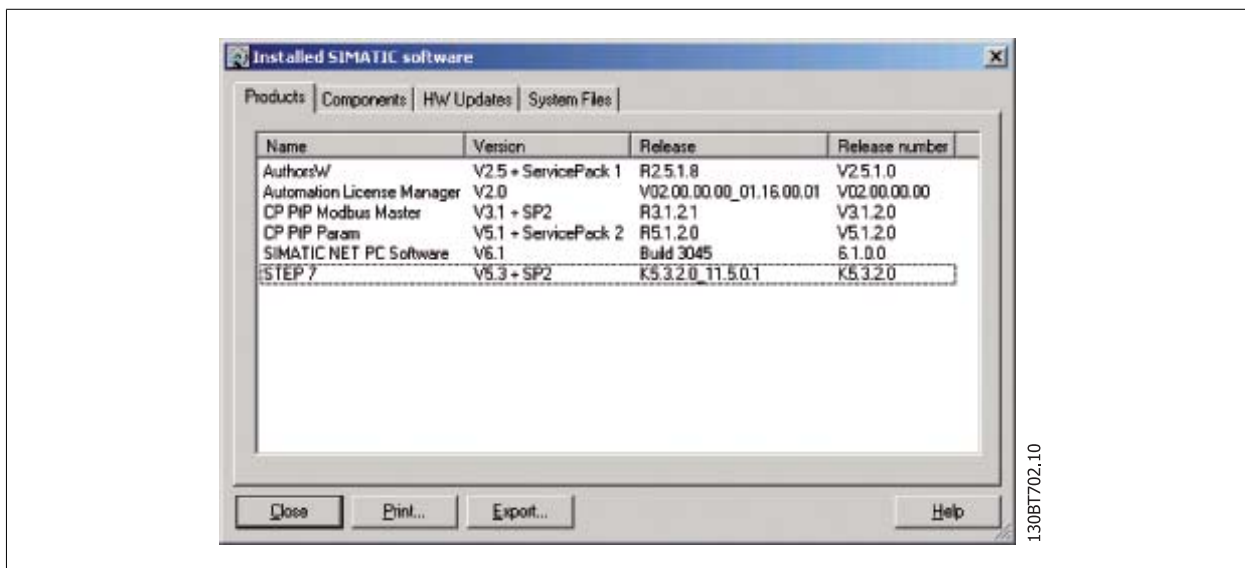 Installed SIMATIC software
Products Components HW Updates System Files
Name Version Release Release number
AuthorsW V2.5 + ServicePack 1 R2.5.1.8 V2.5.1.0
Automation License Manager V2.0 V02.00.00.00_01.16.00.01 V02.00.00.00
CP PtP Modbus Master V3.1 + SP2 R3.1.2.1 V3.1.2.0
CP PtP Param V5.1 + ServicePack 2 R5.1.2.0 V5.1.2.0
SIMATIC NET PC Software V6.1 Build 3045 6.1.0.0
STEP 7 V5.3 + SP2 K5.3.2.0_11.5.0.1 K5.3.2.0
Close Print... Export... Help
130BT702.10